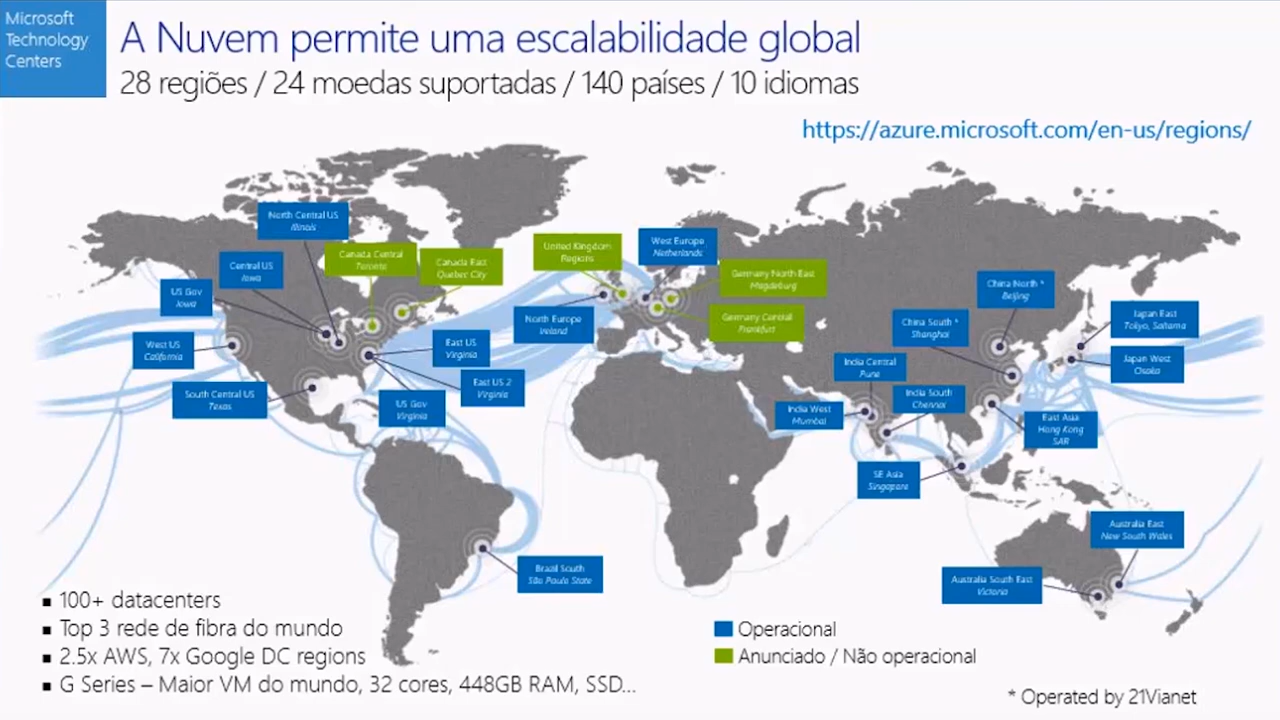 Microsoft
Technology
Centers
A Nuvem permite uma escalabilidade global
28 regiões / 24 moedas suportadas / 140 países / 10 idiomas
https://azure.microsoft.com/en-us/regions/
North Central US
Illinois
Canada Central
Toronto
Canada East
Quebec City
United Kingdom
Regions
West Europe
Netherlands
Central US
Iowa
Germany North East
Magdeburg
US Gov
Iowa
China North *
Beijing
North Europe
Ireland
Germany Central
Frankfurt
China South *
Shanghai
Japan East
Tokyo, Saitama
West US
California
East US
Virginia
India Central
Pune
Japan West
Osaka
South Central US
Texas
East US 2
Virginia
India South
Chennai
US Gov
Virginia
India West
Mumbai
East Asia
Hong Kong
SAR
SE Asia
Singapore
Australia East
New South Wales
Brazil South
São Paulo State
Australia South East
Victoria
▪ 100+ datacenters
▪ Top 3 rede de fibra do mundo
▪ 2.5x AWS, 7x Google DC regions
▪ G Series – Maior VM do mundo, 32 cores, 448GB RAM, SSD...
Operacional
Anunciado / Não operacional
* Operated by 21Vianet